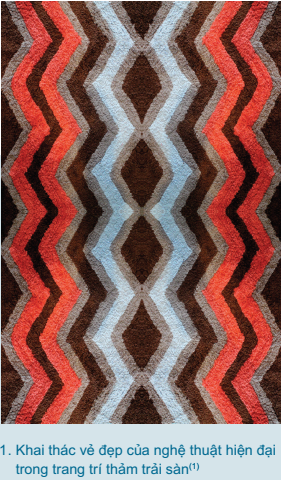 1. Khai thác vẻ đẹp của nghệ thuật hiện đại
trong trang trí thảm trải sàn(1)